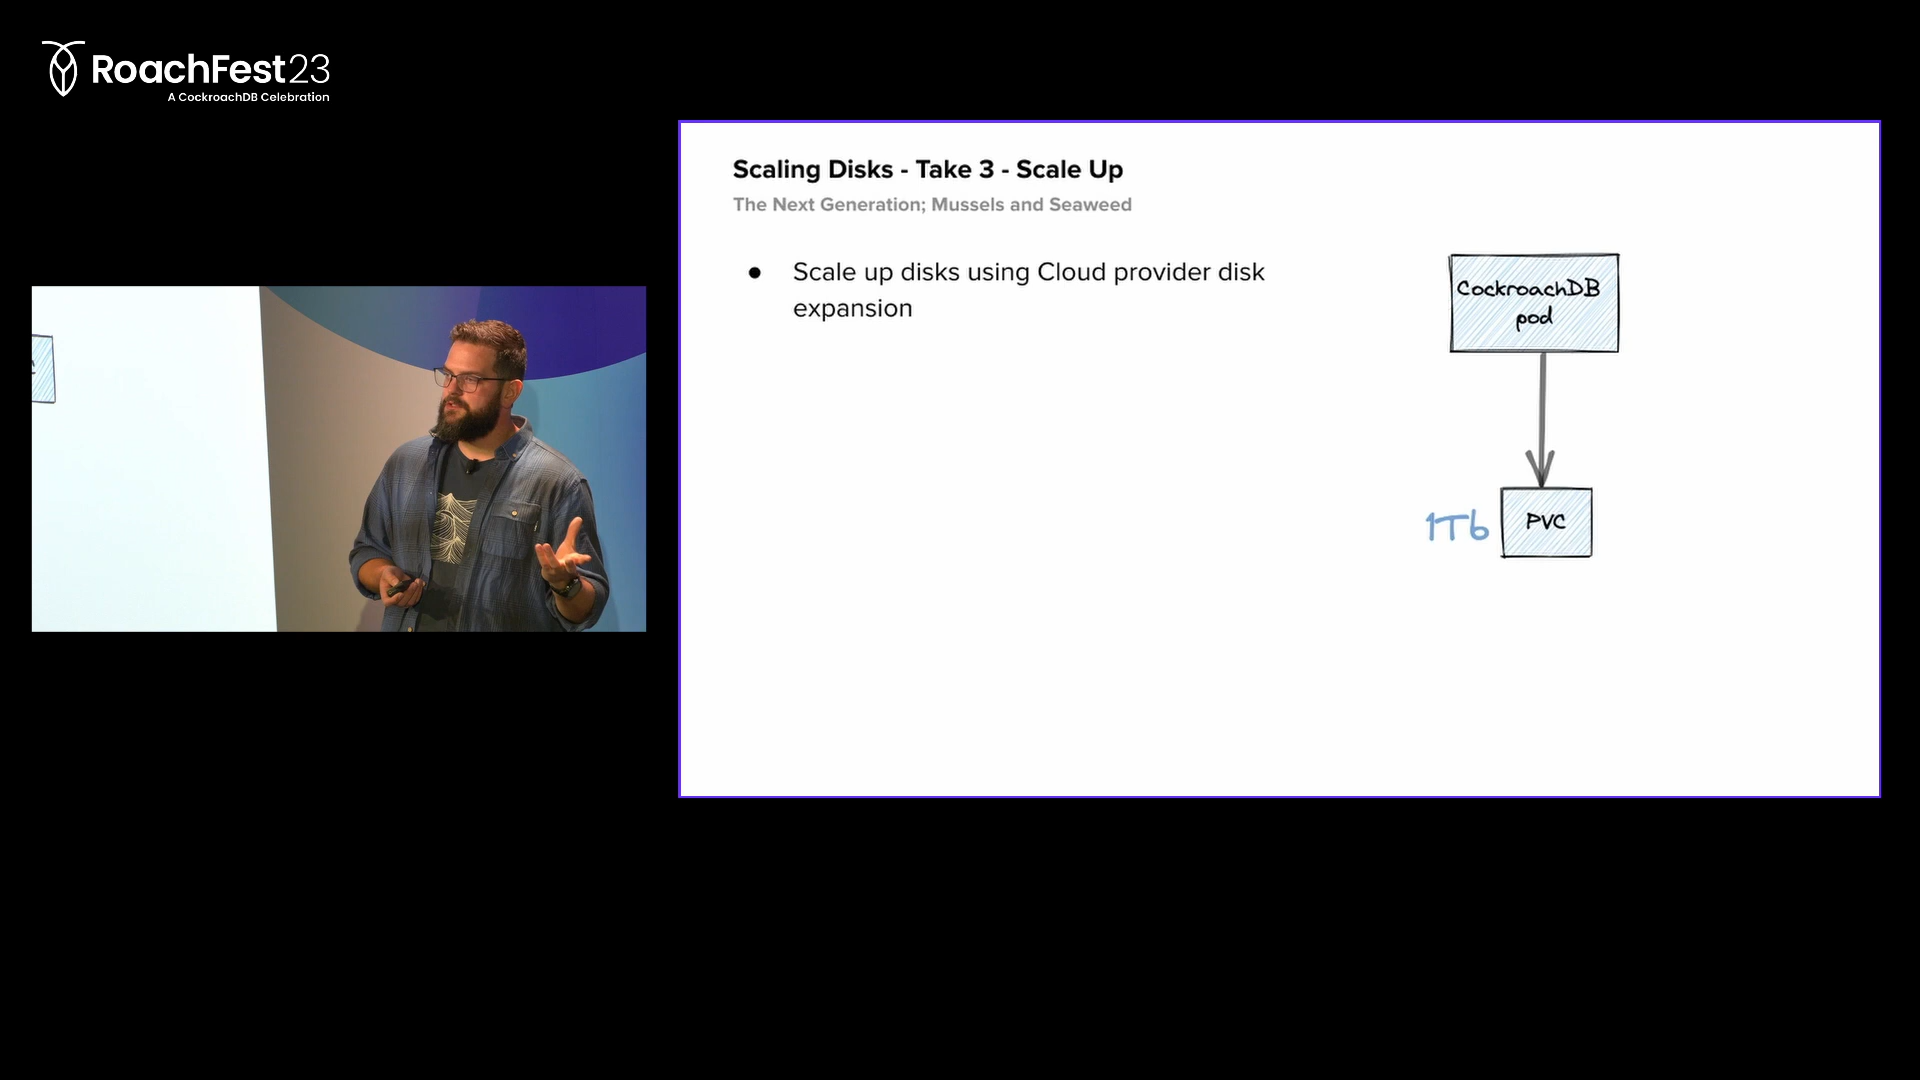 RoachFest23
A CockroachDB Celebration
Scaling Disks - Take 3 - Scale Up
The Next Generation; Mussels and Seaweed
● Scale up disks using Cloud provider disk
expansion
CockroachDB
pod
1Tb
PVC